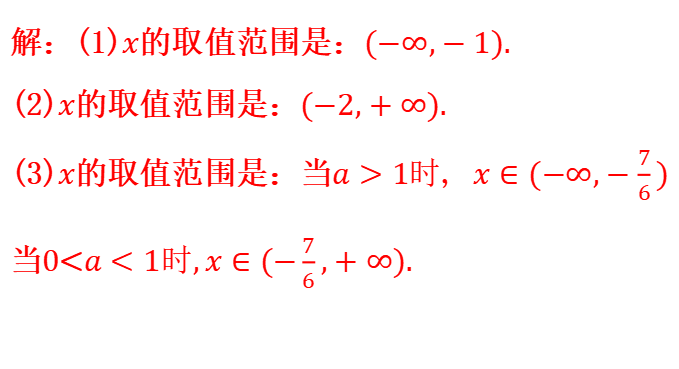 解：(1)x的取值范围是：(−∞,− 1).
(2)x的取值范围是：(−2,+ ∞).
(3)x的取值范围是：当a > 1时，x ∈ (−∞,− 7/6)
当0<a < 1时,x ∈ (− 7/6,+ ∞).